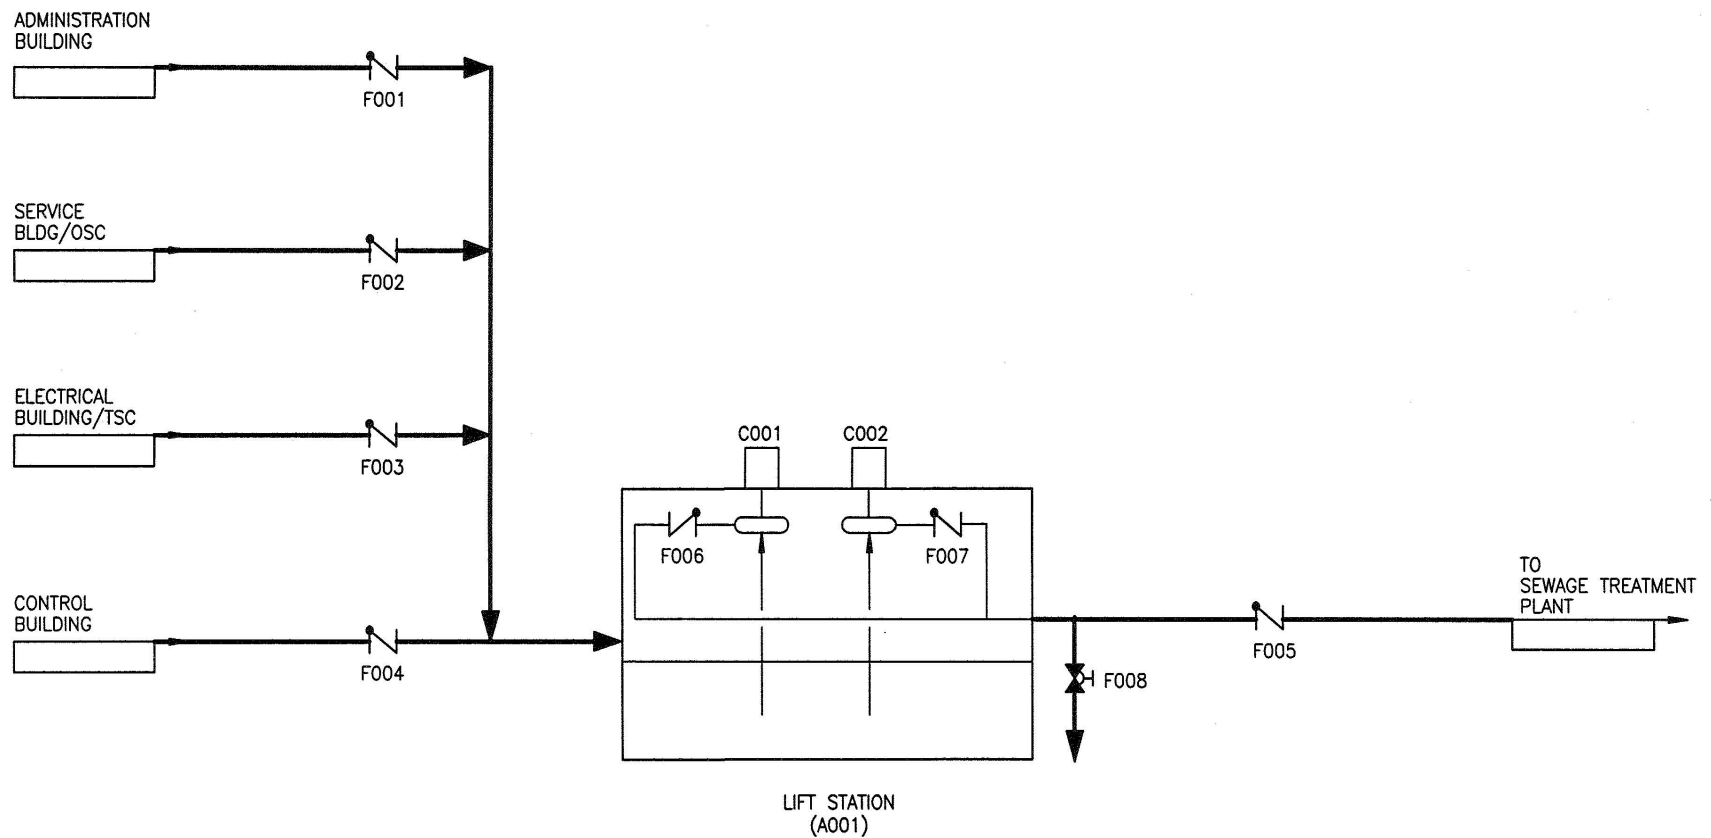 ADMINISTRATION
BUILDING
F001
SERVICE
BLDG/OSC
F002
ELECTRICAL
BUILDING/TSC
F003
C001
C002
F006
F007
CONTROL
BUILDING
F004
TO
SEWAGE TREATMENT
PLANT
F005
F008
LIFT STATION
(A001)